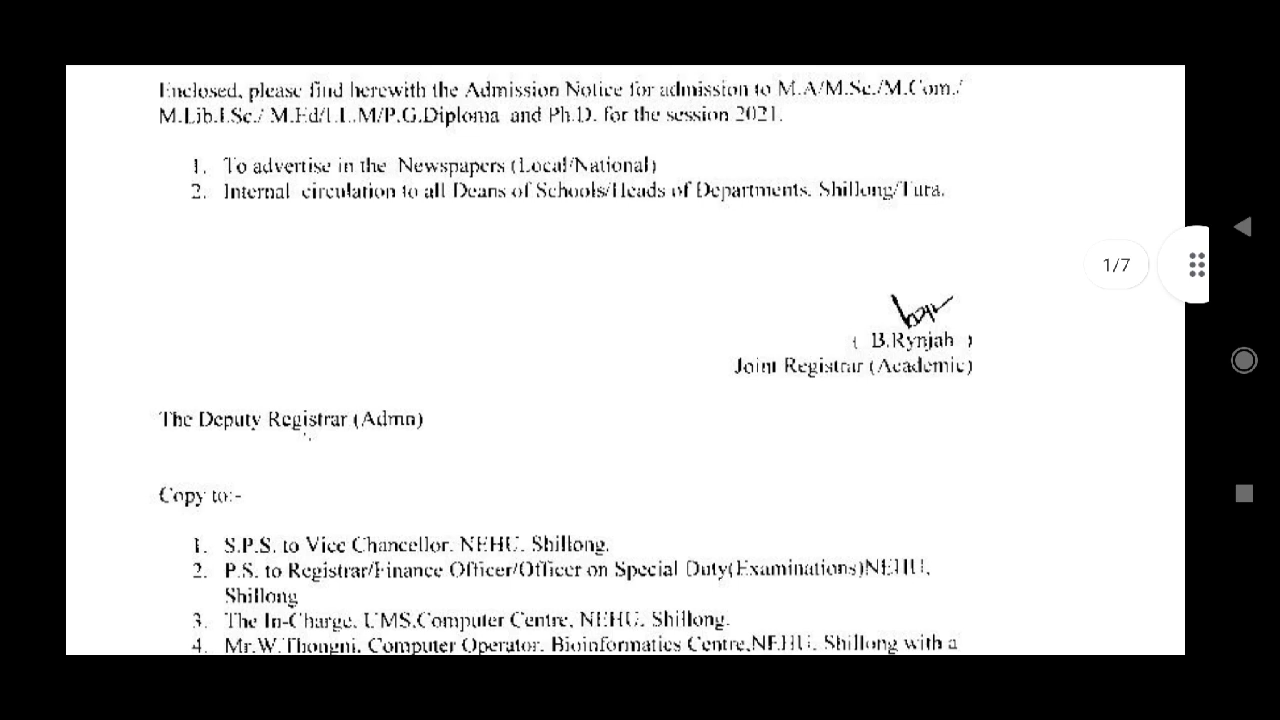 Enclosed, please find herewith the Admission Notice for admission to M.A/M.Sc./M.Com./
M.Lib.I.Sc./ M.Ed/L.L.M/P.G.Diploma and Ph.D. for the session 2021.
1. To advertise in the Newspapers (Local/National)
2. Internal circulation to all Deans of Schools/Heads of Departments, Shillong/Tura.
1/7
( B.Rynjah )
Joint Registrar (Academic)
The Deputy Registrar (Admn)
Copy to:-
1. S.P.S. to Vice Chancellor, NEHU, Shillong.
2. P.S. to Registrar/Finance Officer/Officer on Special Duty(Examinations)NEHU,
Shillong
3. The In-Charge, UMS,Computer Centre, NEHU, Shillong.
4. Mr.W.Thongni, Computer Operator, Bioinformatics Centre,NEHU, Shillong with a